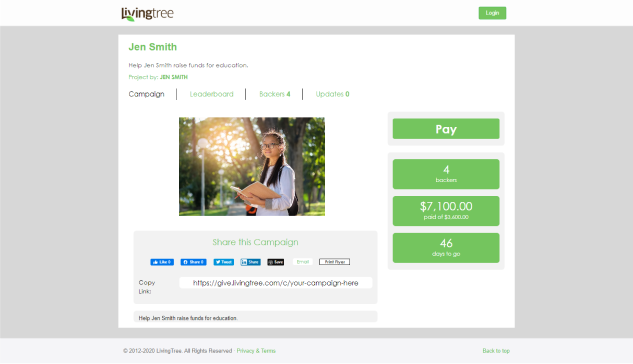 livingtree
Login
Jen Smith
Help Jen Smith raise funds for education.
Project by: JEN SMITH
Campaign
Leaderboard
Backers 4
Updates 0
Pay
4
backers
$7,100.00
paid of $3,600.00
46
days to go
Share this Campaign
Like 0
Share 0
Tweet
Share
Save
Email
Print Flyer
Copy
Link:
https://give.livingtree.com/c/your-campaign-here
Help Jen Smith raise funds for education
© 2012-2020 LivingTree. All Rights Reserved · Privacy & Terms
Back to top